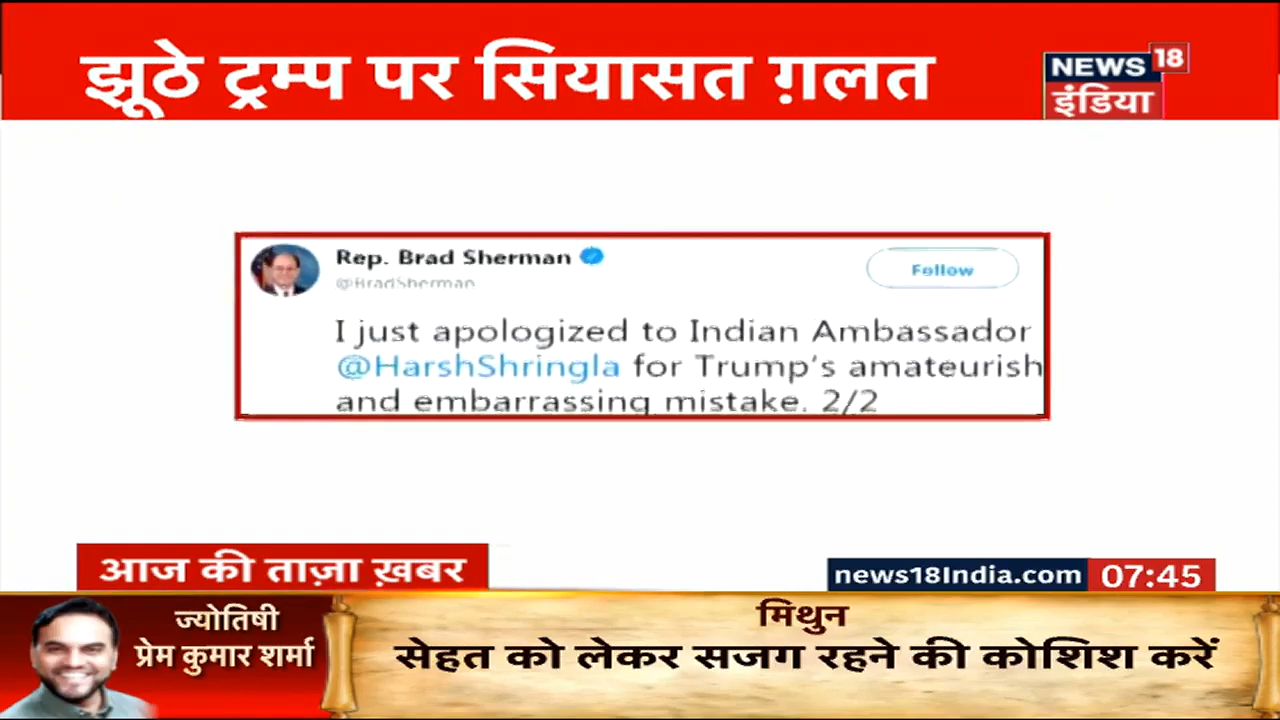 झूठे ट्रम्प पर सियासत ग़लत
NEWS 18
इंडिया
Rep. Brad Sherman
@BradSherman
Follow
I just apologized to Indian Ambassador
@HarshShringla for Trump's amateurish
and embarrassing mistake. 2/2
आज की ताज़ा ख़बर
news18India.com 07:45
ज्योतिषी
प्रेम कुमार शर्मा
मिथुन
सेहत को लेकर सजग रहने की कोशिश करें